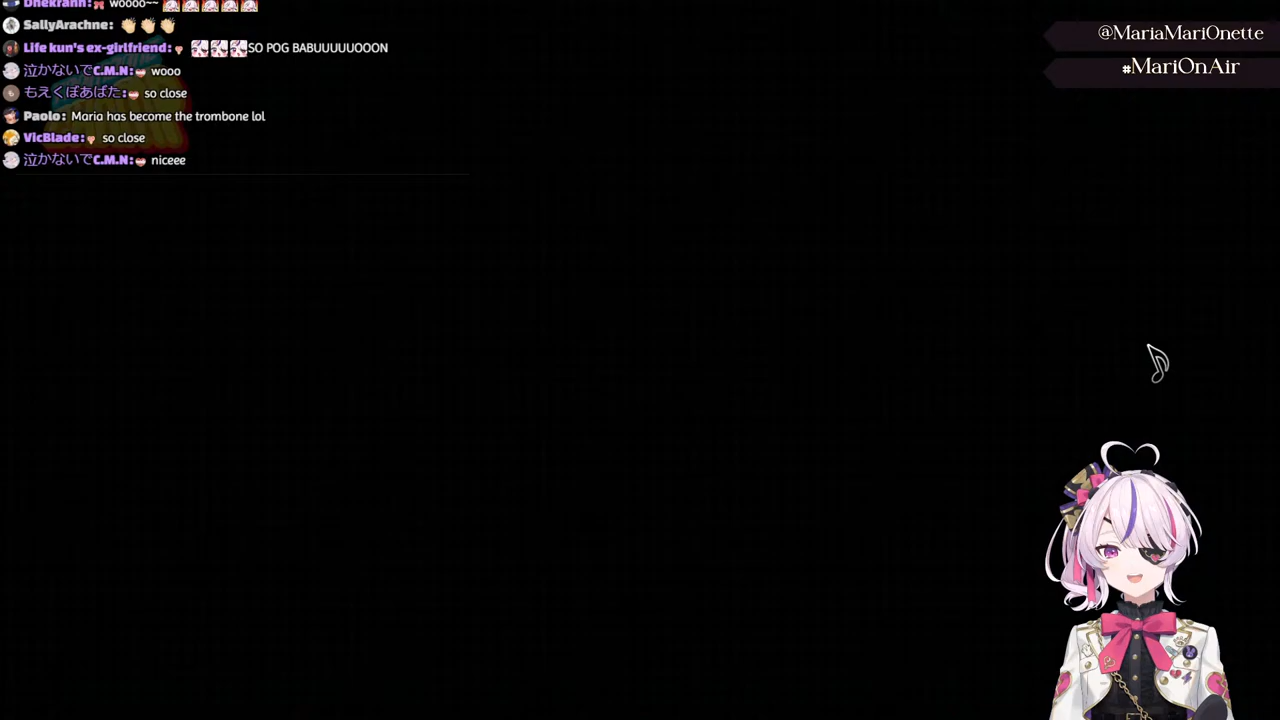 Dnekrann: woooo~~
SallyArachne: 👏🏻 👏🏻 👏🏻
Life kun's ex-girlfriend: SO POG BABUUUUUOOON
泣かないでC.M.N: wooo
もえくぼあばた: so close
Paolo: Maria has become the trombone lol
VicBlade: so close
泣かないでC.M.N: niceee
@MariaMariOnette
#MariOnAir